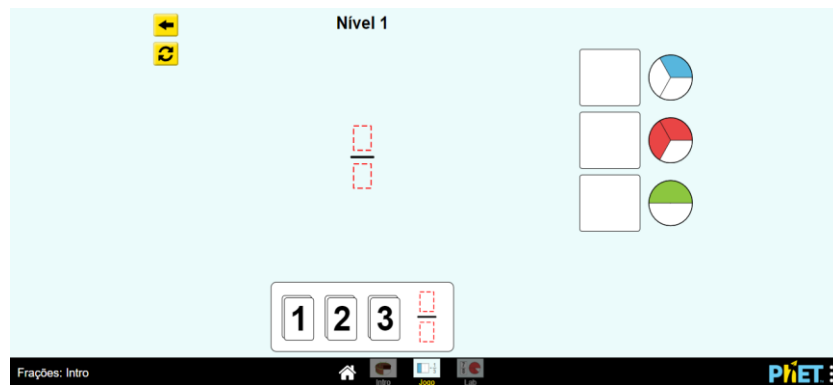 Nível 1
1 2 3
Frações: Intro
Intro
Jogo
Lab
PhET